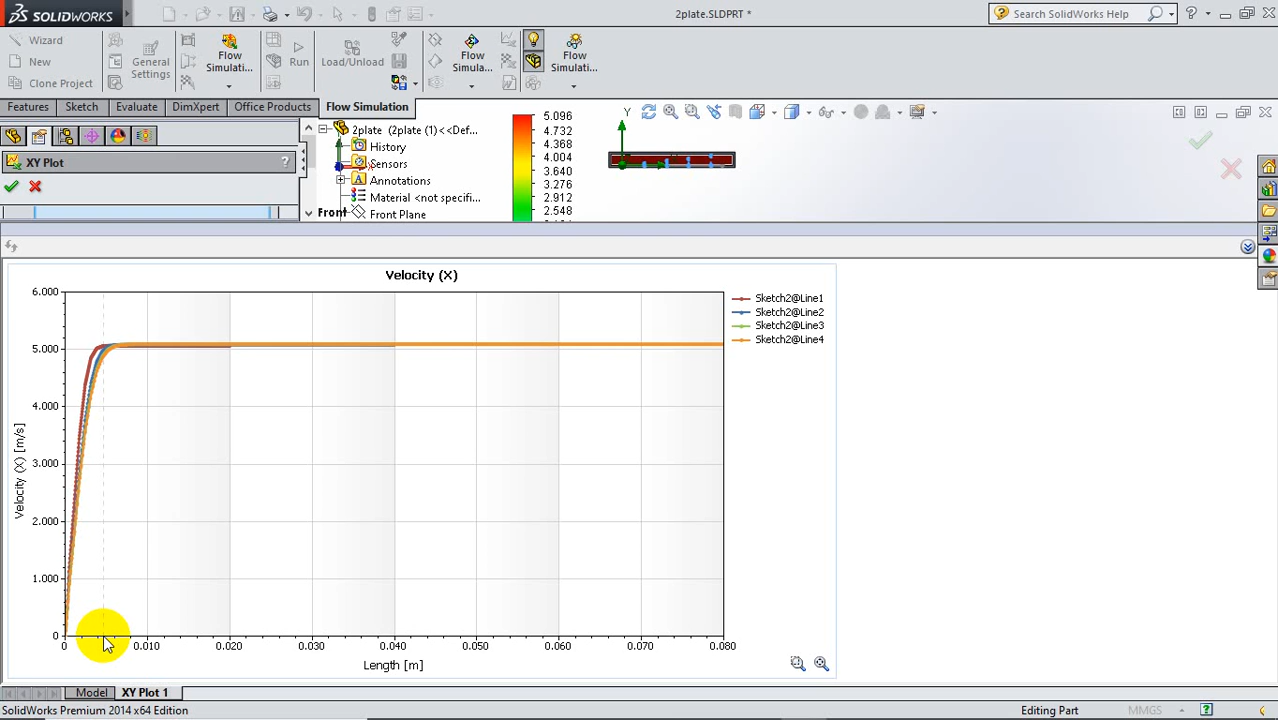 SOLIDWORKS
2plate.SLDPRT *
Search SolidWorks Help
Wizard
New
Clone Project
General
Settings
Flow
Simulati...
Run
Load/Unload
Flow
Simula...
Flow
Simulati...
Features
Sketch
Evaluate
DimXpert
Office Products
Flow Simulation
XY Plot
?
2plate (2plate (1)<<Def...
History
Sensors
Annotations
Material <not specifi...
Front Plane
Front
5.096
4.732
4.368
4.004
3.640
3.276
2.912
2.548
Y
Velocity (X)
6.000
5.000
4.000
3.000
2.000
1.000
0
Velocity (X) [m/s]
0
0.010
0.020
0.030
0.040
0.050
0.060
0.070
0.080
Length [m]
Sketch2@Line1
Sketch2@Line2
Sketch2@Line3
Sketch2@Line4
Model
XY Plot 1
SolidWorks Premium 2014 x64 Edition
Editing Part
MMGS